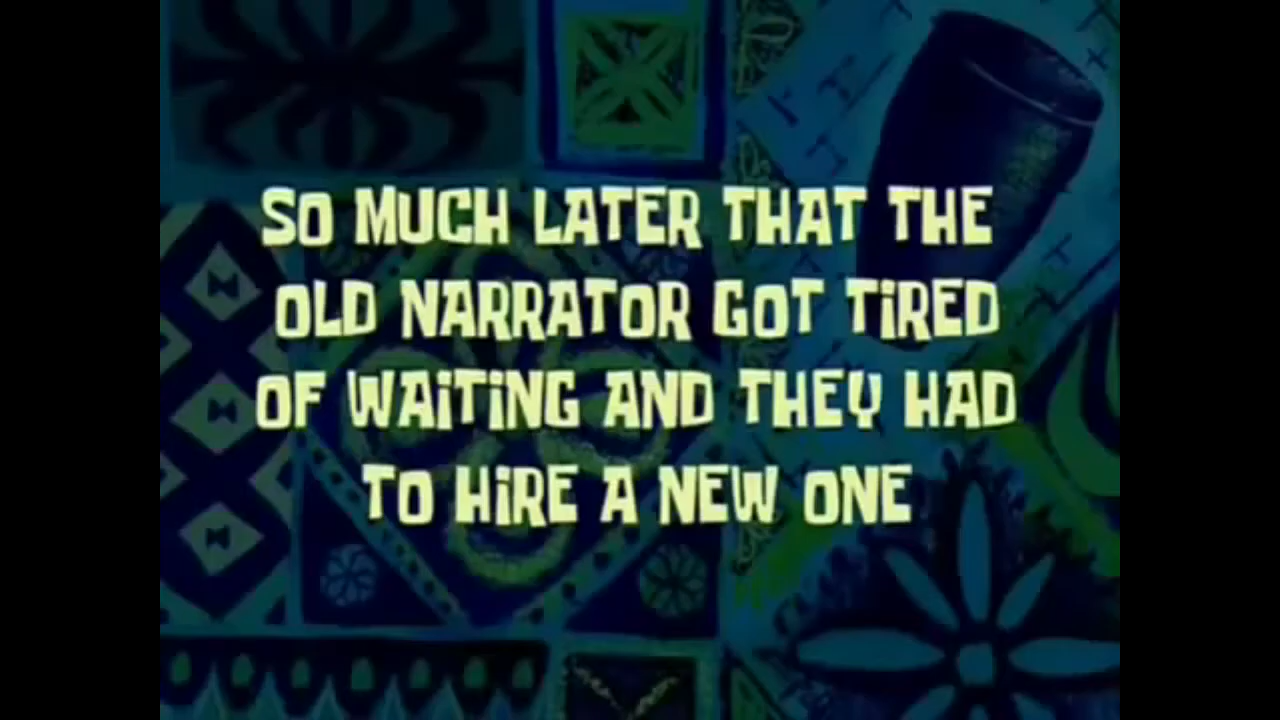 SO MUCH LATER THAT THE
OLD NARRATOR GOT TiRED
OF WAiTiNG AND THEY HAD
TO HiRE A NEW ONE